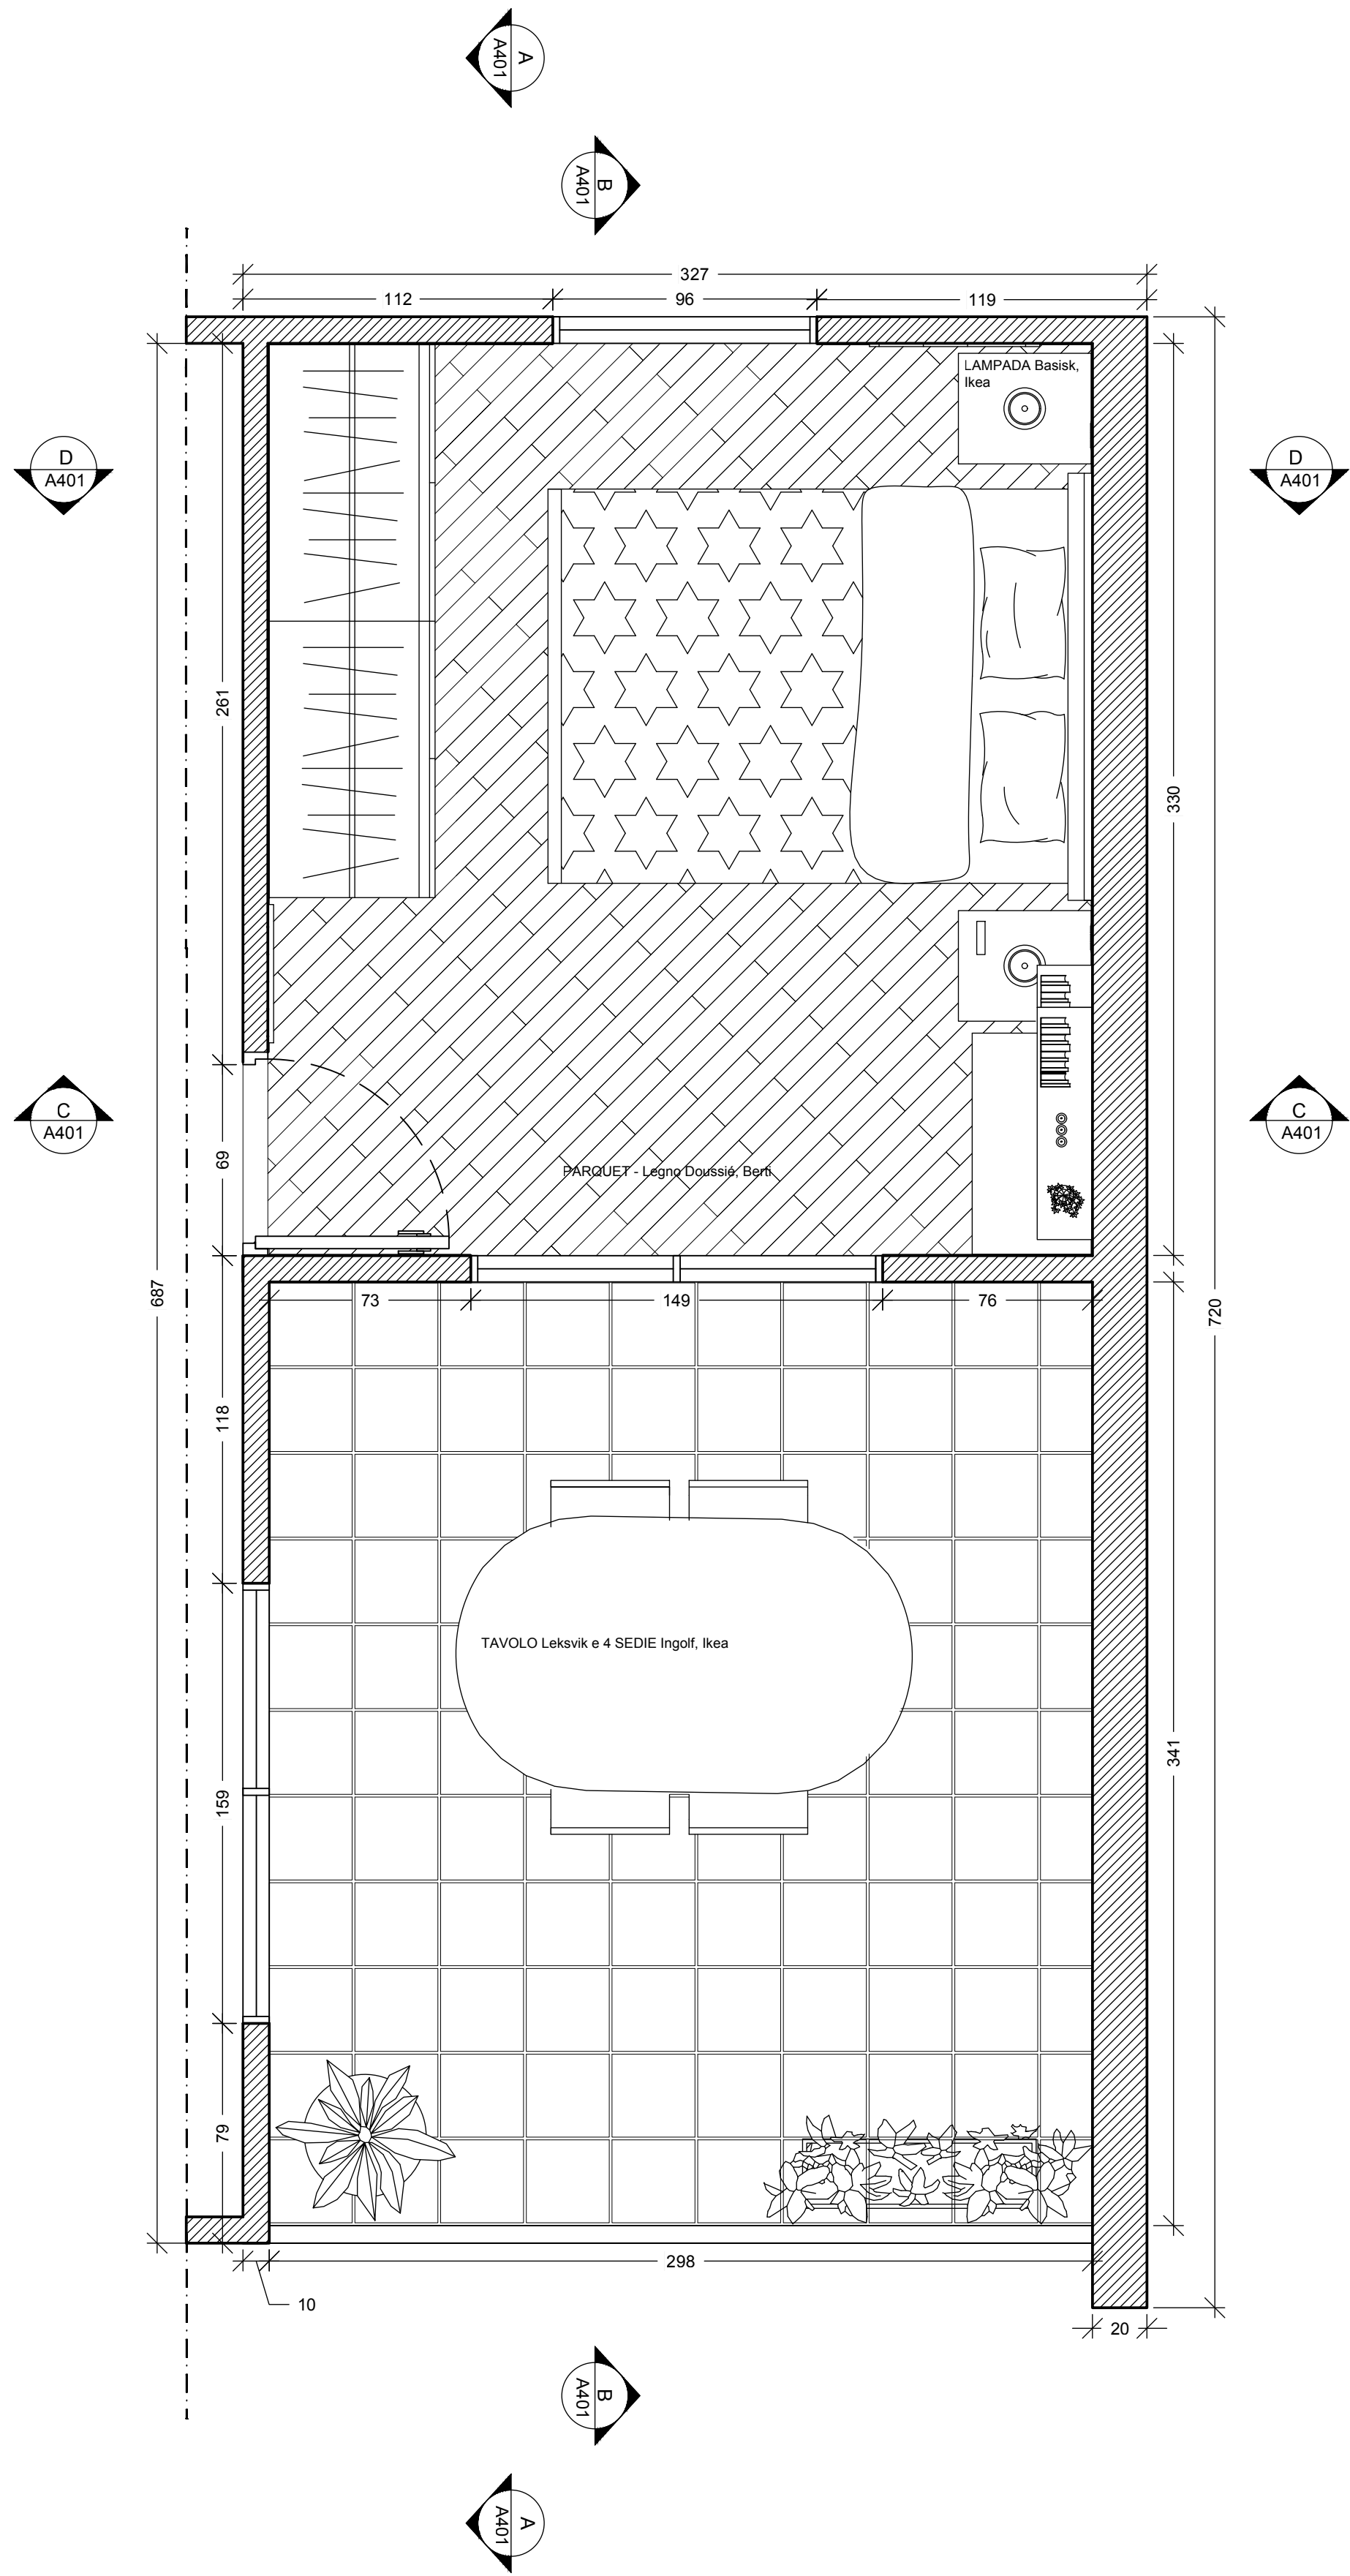 A
A401
B
A401
327
112
96
119
LAMPADA Basisk,
Ikea
D
A401
D
A401
261
330
C
A401
C
A401
69
PARQUET - Legno Doussié, Berti
687
73
149
76
720
118
TAVOLO Leksvik e 4 SEDIE Ingolf, Ikea
341
159
79
298
10
20
B
A401
A
A401